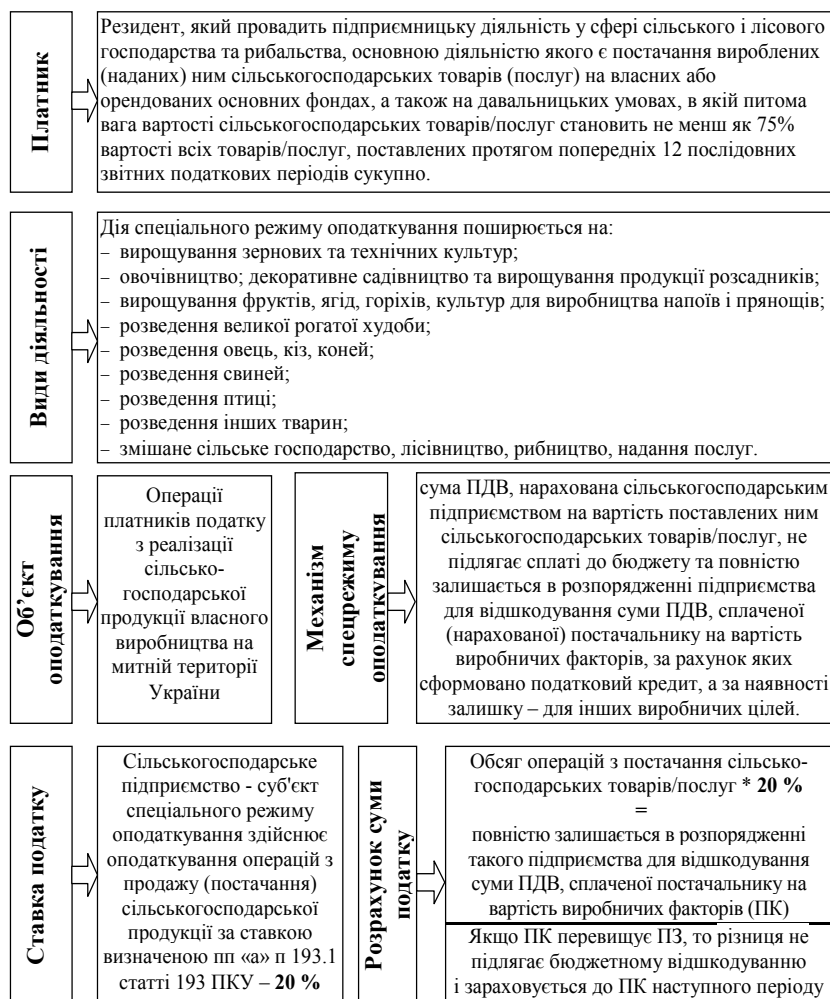 Платник
Резидент, який провадить підприємницьку діяльність у сфері сільського і лісового
господарства та рибальства, основною діяльністю якого є постачання вироблених
(наданих) ним сільськогосподарських товарів (послуг) на власних або
орендованих основних фондах, а також на давальницьких умовах, в якій питома
вага вартості сільськогосподарських товарів/послуг становить не менш як 75%
вартості всіх товарів/послуг, поставлених протягом попередніх 12 послідовних
звітних податкових періодів сукупно.
Види діяльності
Дія спеціального режиму оподаткування поширюється на:
– вирощування зернових та технічних культур;
– овочівництво; декоративне садівництво та вирощування продукції розсадників;
– вирощування фруктів, ягід, горіхів, культур для виробництва напоїв і прянощів;
– розведення великої рогатої худоби;
– розведення овець, кіз, коней;
– розведення свиней;
– розведення птиці;
– розведення інших тварин;
– змішане сільське господарство, лісівництво, рибництво, надання послуг.
Об’єкт
оподаткування
Операції
платників податку
з реалізації
сільсько-
господарської
продукції власного
виробництва на
митній території
України
Механізм
спецрежиму
оподаткування
сума ПДВ, нарахована сільськогосподарським
підприємством на вартість поставлених ним
сільськогосподарських товарів/послуг, не
підлягає сплаті до бюджету та повністю
залишається в розпорядженні підприємства
для відшкодування суми ПДВ, сплаченої
(нарахованої) постачальнику на вартість
виробничих факторів, за рахунок яких
сформовано податковий кредит, а за наявності
залишку – для інших виробничих цілей.
Ставка податку
Сільськогосподарське
підприємство - суб'єкт
спеціального режиму
оподаткування здійснює
оподаткування операцій з
продажу (постачання)
сільськогосподарської
продукції за ставкою
визначеною пп «а» п 193.1
статті 193 ПКУ – 20 %
Розрахунок суми
податку
Обсяг операцій з постачання сільсько-
господарських товарів/послуг * 20 %
=
повністю залишається в розпорядженні
такого підприємства для відшкодування
суми ПДВ, сплаченої постачальнику на
вартість виробничих факторів (ПК)
Якщо ПК перевищує ПЗ, то різниця не
підлягає бюджетному відшкодуванню
і зараховується до ПК наступного періоду